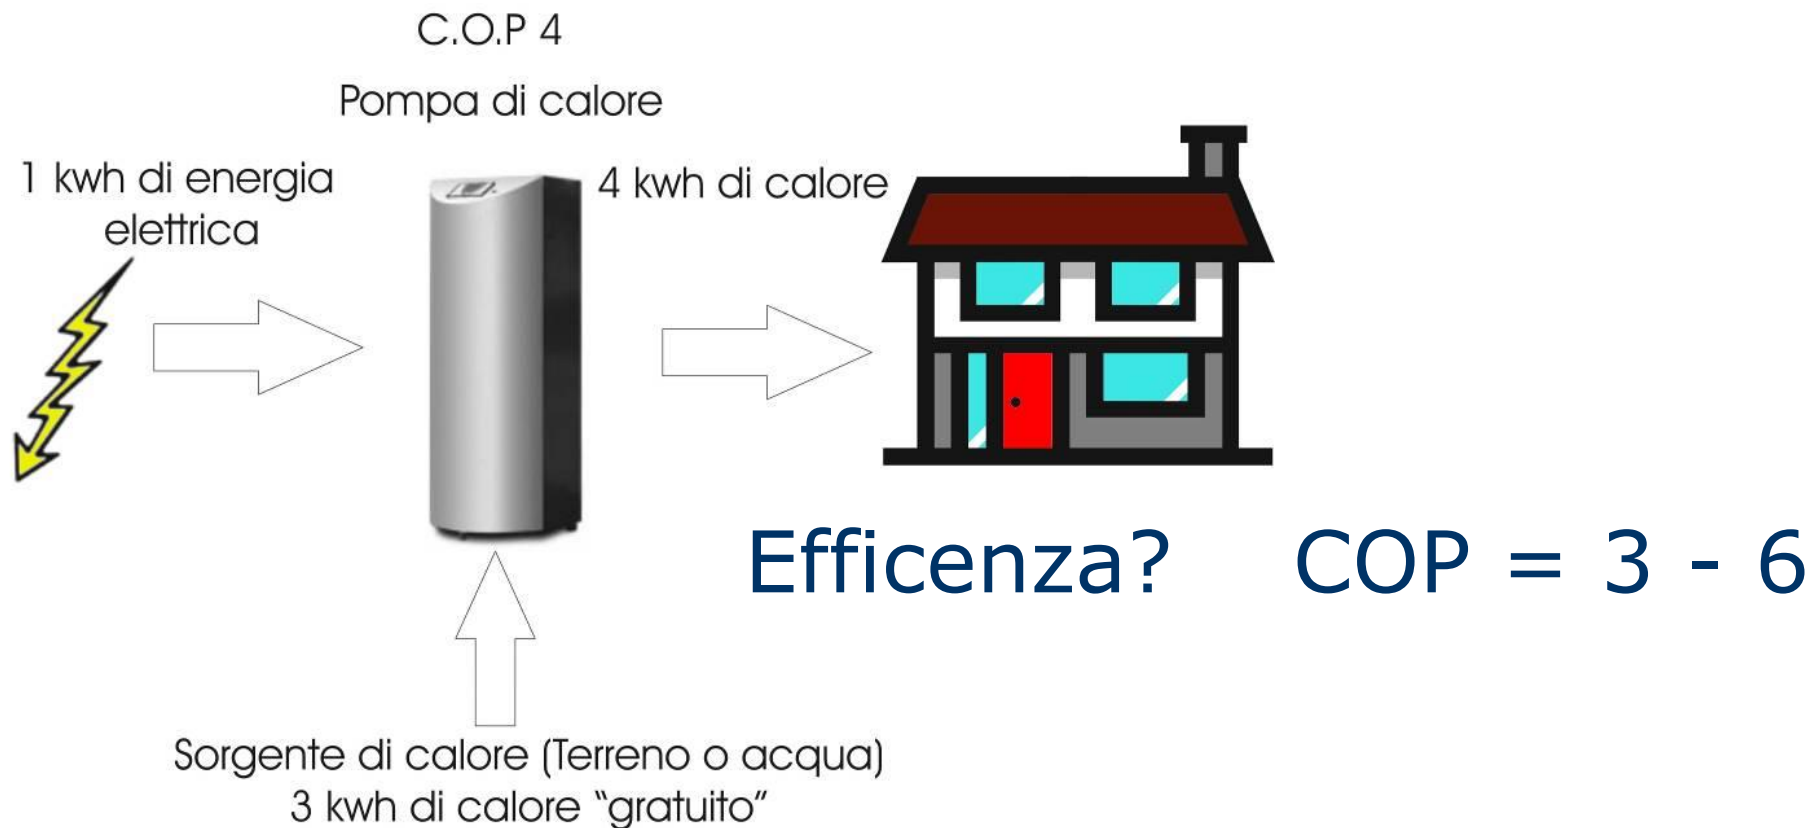 C.O.P 4
Pompa di calore
1 kwh di energia
elettrica
4 kwh di calore
Efficenza? COP = 3 - 6
Sorgente di calore (Terreno o acqua)
3 kwh di calore “gratuito”